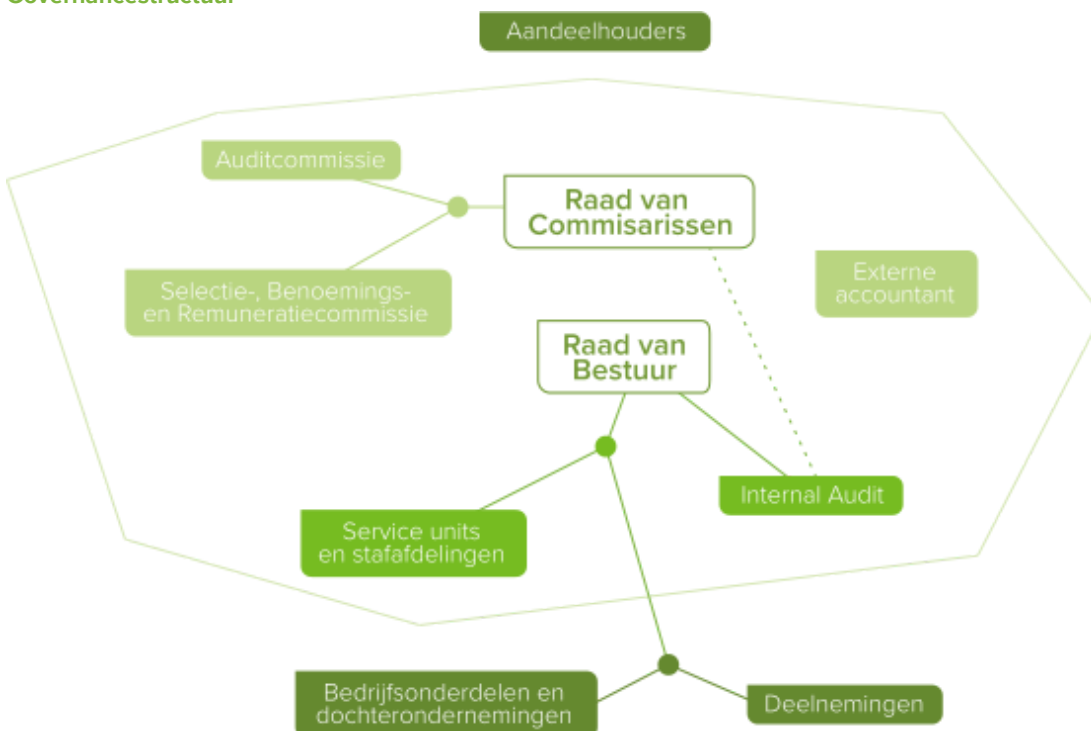 Governancestructuur
Aandeelhouders
Auditcommissie
Raad van
Commisarissen
Selectie-, Benoemings-
en Remuneratiecommissie
Externe
accountant
Raad van
Bestuur
Internal Audit
Service units
en stafafdelingen
Bedrijfsonderdelen en
dochterondernemingen
Deelnemingen